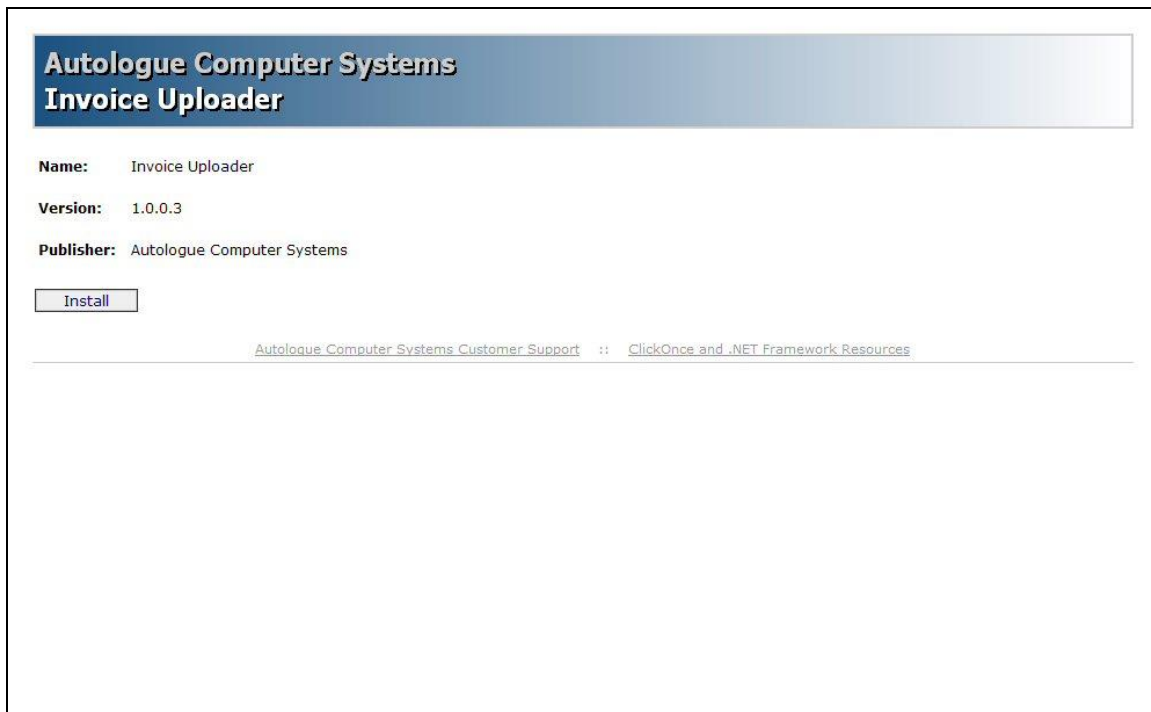 Autologue Computer Systems
Invoice Uploader
Name: Invoice Uploader
Version: 1.0.0.3
Publisher: Autologue Computer Systems
Install
Autologue Computer Systems Customer Support :: ClickOnce and .NET Framework Resources